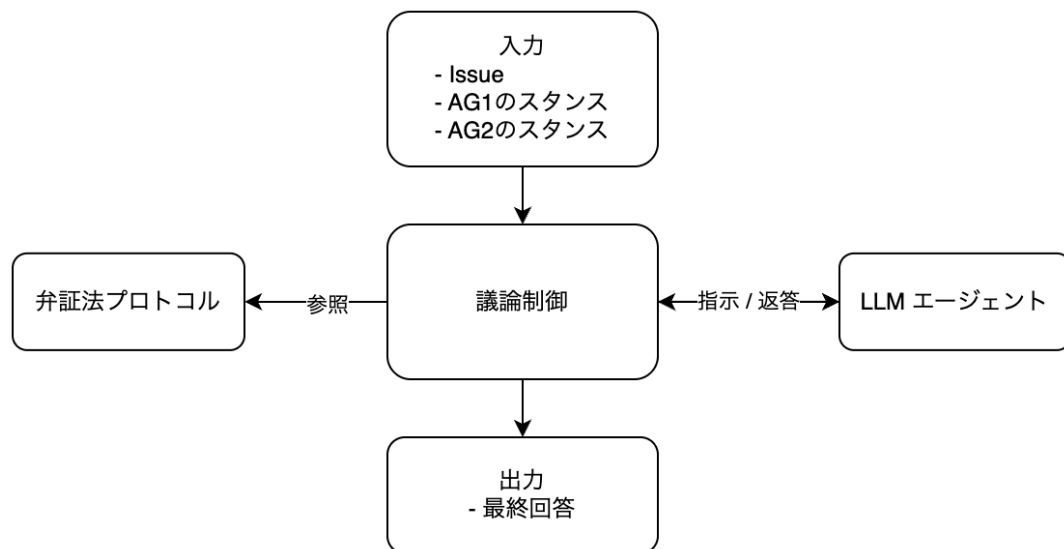 入力
- Issue
- AG1のスタンス
- AG2のスタンス
弁証法プロトコル
参照
議論制御
指示 / 返答
LLM エージェント
出力
- 最終回答